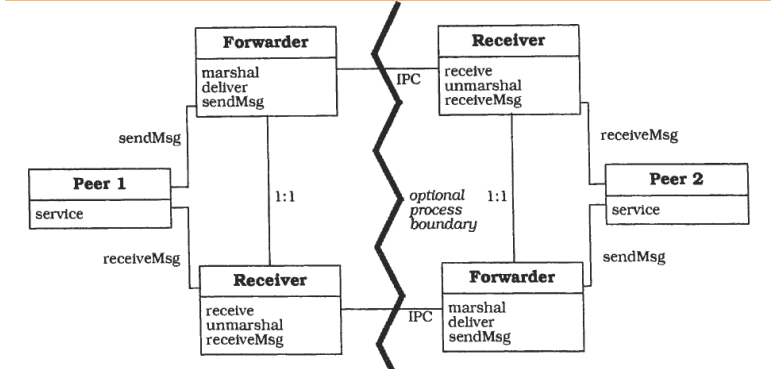 Forwarder
marshal
deliver
sendMsg
Receiver
receive
unmarshal
receiveMsg
IPC
sendMsg
receiveMsg
Peer 1
service
1:1
optional
process
boundary
1:1
Peer 2
service
receiveMsg
sendMsg
Receiver
receive
unmarshal
receiveMsg
IPC
Forwarder
marshal
deliver
sendMsg